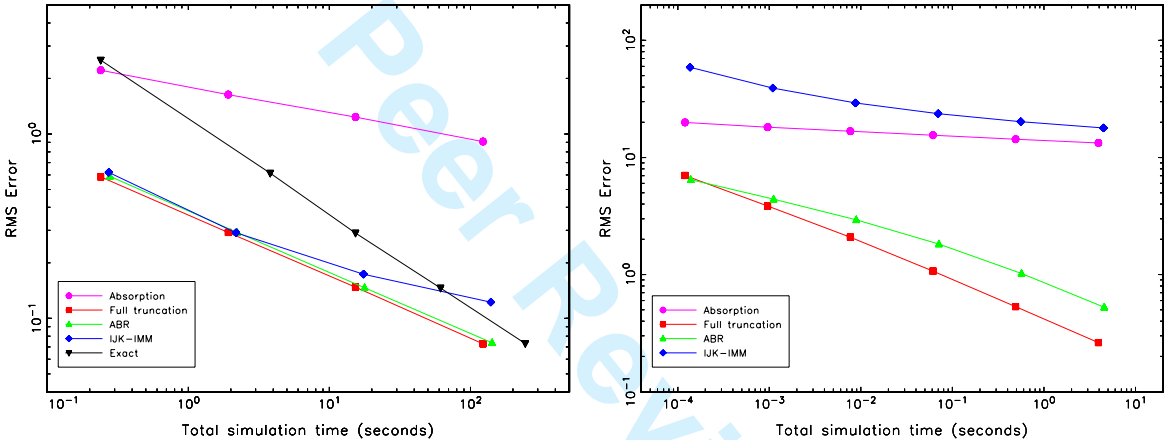 10⁰
10⁻¹
RMS Error
Absorption
Full truncation
ABR
IJK-IMM
Exact
10⁻¹ 10⁰ 10¹ 10²
Total simulation time (seconds)
10²
10¹
10⁰
10⁻¹
RMS Error
Absorption
Full truncation
ABR
IJK-IMM
10⁻⁴ 10⁻³ 10⁻² 10⁻¹ 10⁰ 10¹
Total simulation time (seconds)
Peer Revi